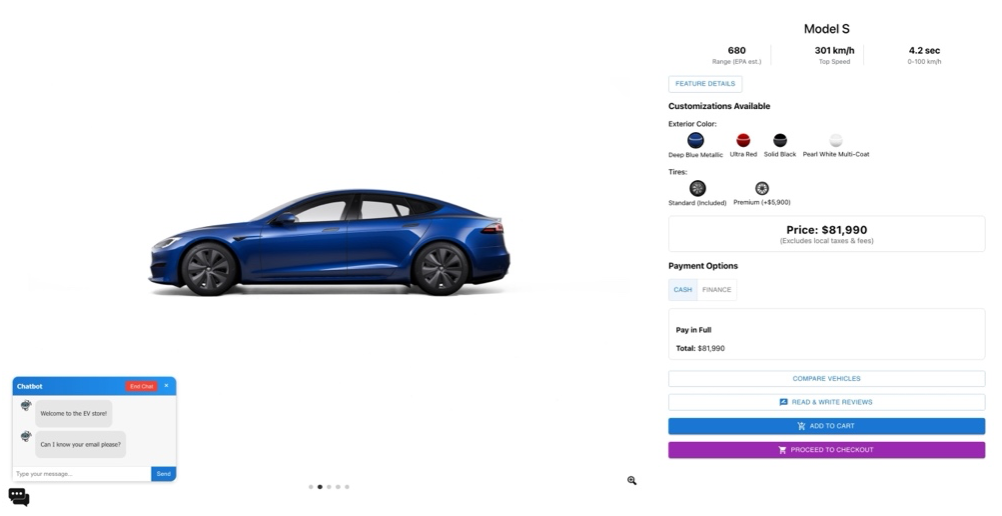 Model S
680
Range (EPA est.)
301 km/h
Top Speed
4.2 sec
0-100 km/h
FEATURE DETAILS
Customizations Available
Exterior Color:
Deep Blue Metallic
Ultra Red
Solid Black
Pearl White Multi-Coat
Tires:
Standard (Included)
Premium (+$5,900)
Price: $81,990
(Excludes local taxes & fees)
Payment Options
CASH
FINANCE
Pay in Full
Total: $81,990
COMPARE VEHICLES
READ & WRITE REVIEWS
ADD TO CART
PROCEED TO CHECKOUT
Chatbot
End Chat
×
Welcome to the EV store!
Can I know your email please?
Type your message...
Send